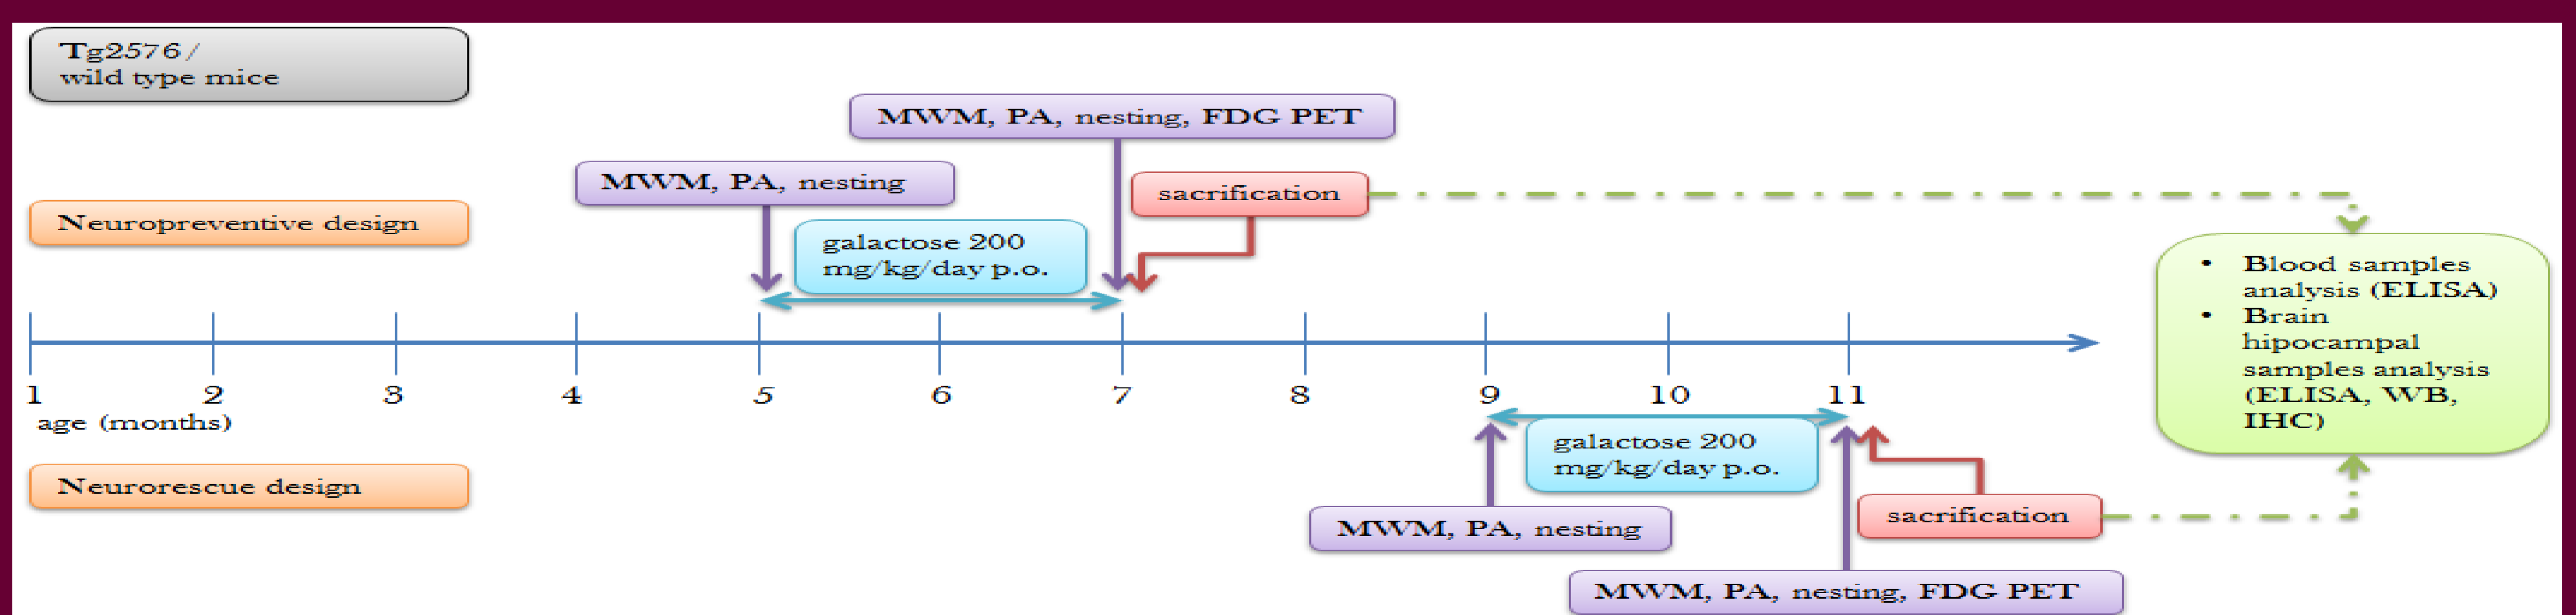 Tg2576/
wild type mice
MWM, PA, nesting, FDG PET
MWM, PA, nesting
sacrification
Neuropreventive design
galactose 200
mg/kg/day p.o.
• Blood samples
analysis (ELISA)
• Brain
hipocampal
samples analysis
(ELISA, WB,
IHC)
1 2 3 4 5 6 7 8 9 10 11
age (months)
galactose 200
mg/kg/day p.o.
Neurorescue design
MWM, PA, nesting
sacrification
MWM, PA, nesting, FDG PET